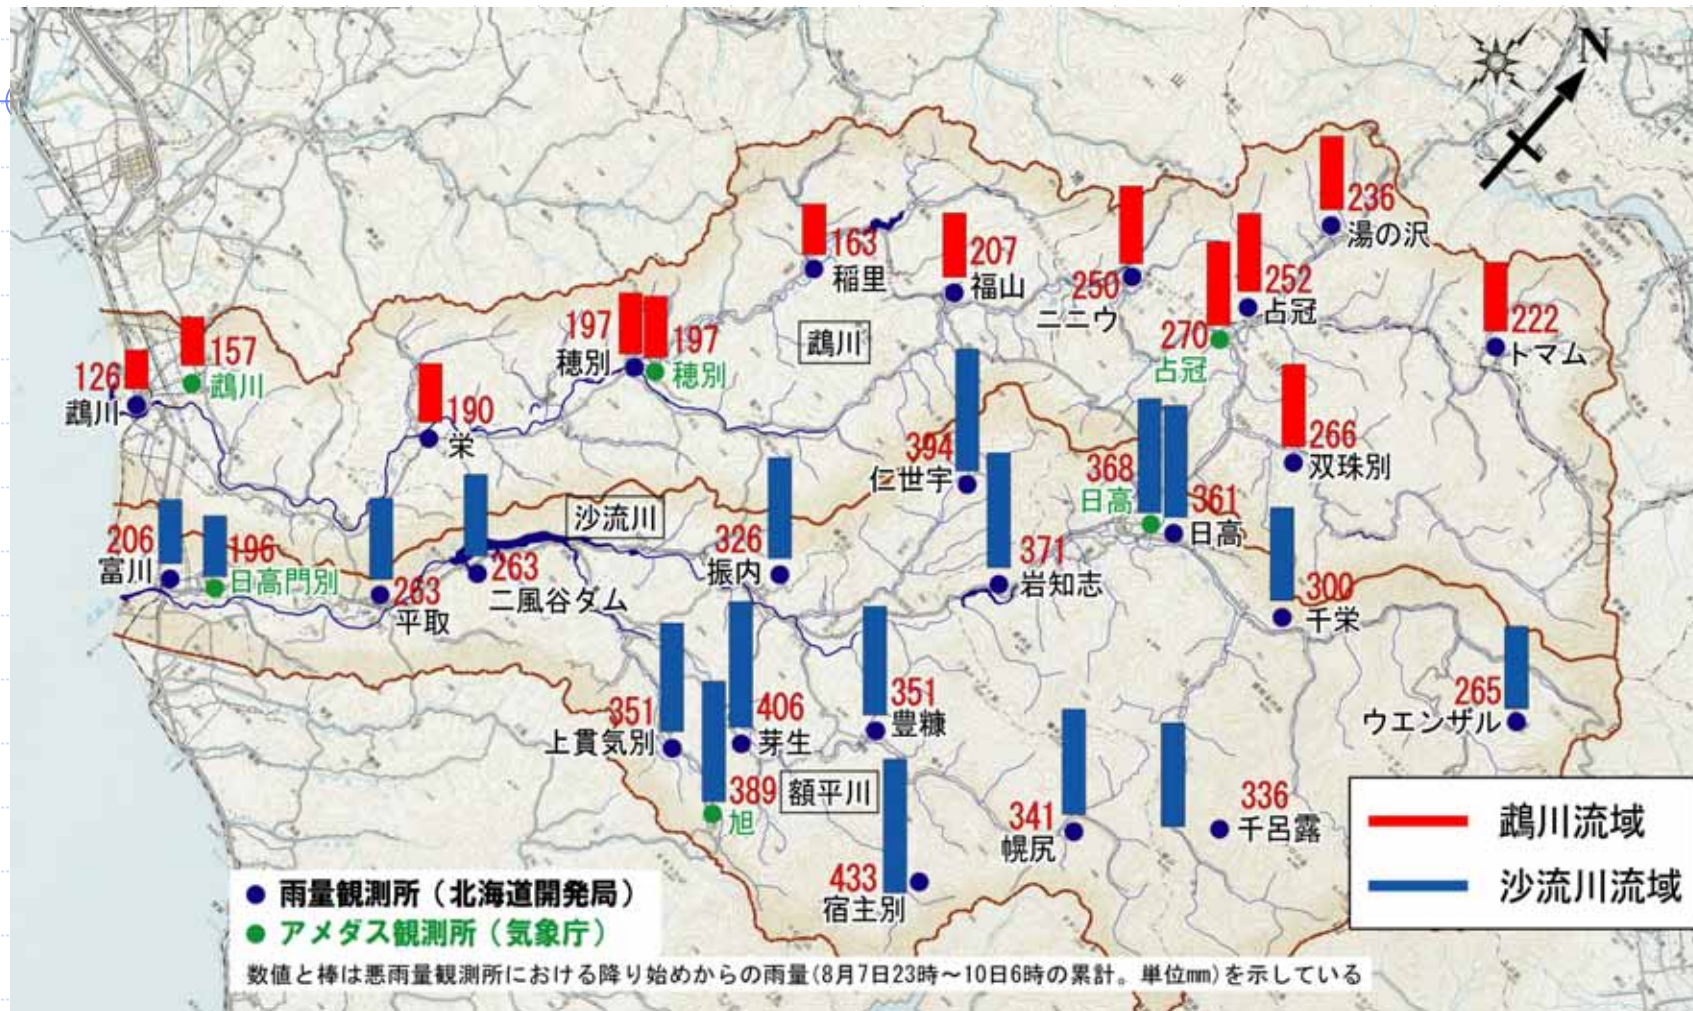 N
236
湯の沢
163
稲里
207
福山
250
ニニウ
252
占冠
270
占冠
222
トマム
197
穂別
197
穂別
鵡川
157
鵡川
126
鵡川
190
栄
266
双珠別
394
仁世宇
368
日高
361
日高
沙流川
206
富川
196
日高門別
263
平取
263
二風谷ダム
326
振内
371
岩知志
300
千栄
351
上貫気別
406
芽生
351
豊糠
265
ウエンザル
389
旭
額平川
341
幌尻
336
千呂露
433
宿主別
鵡川流域
沙流川流域
雨量観測所（北海道開発局）
アメダス観測所（気象庁）
数値と棒は悪雨量観測所における降り始めからの雨量(8月7日23時～10日6時の累計。単位㎜)を示している